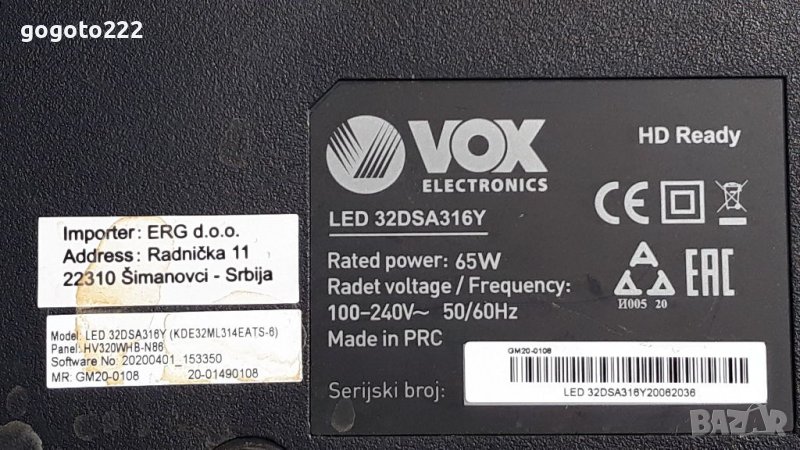 gogoto222
VOX
ELECTRONICS
HD Ready
LED 32DSA316Y
Rated power: 65W
Radet voltage / Frequency:
100-240V~ 50/60Hz
Made in PRC
CE
EAC
И005 20
Serijski broj:
GM20-0108
LED 32DSA316Y20062036
Importer: ERG d.o.o.
Address: Radnička 11
22310 Šimanovci - Srbija
Model: LED 32DSA316Y (KDE32ML314EATS-6)
Panel: HV320WHB-N86
Software No: 20200401_153350
MR: GM20-0108 20-01490108
BAZAR